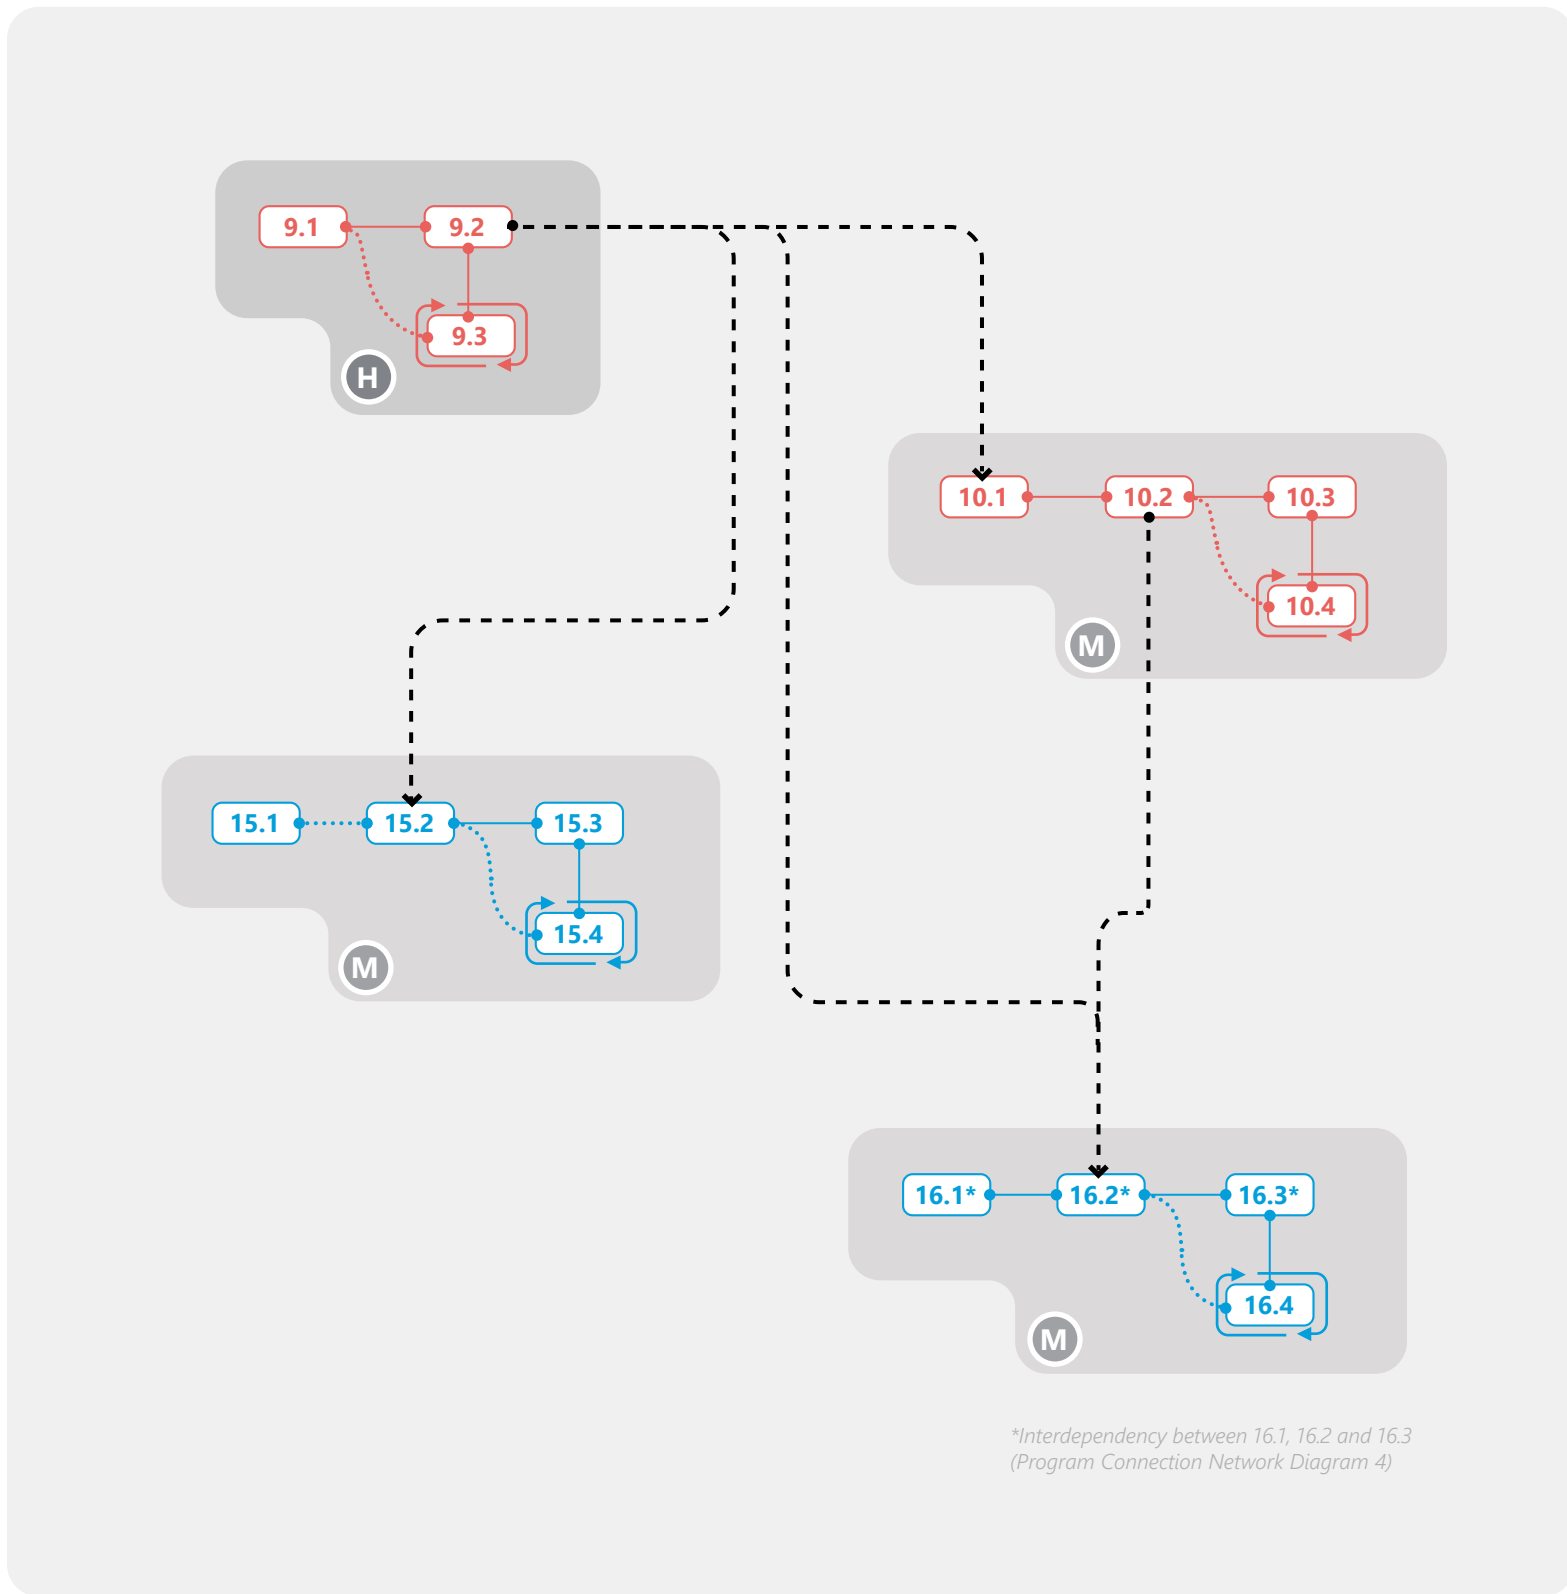 9.1
9.2
9.3
H
10.1
10.2
10.3
10.4
M
15.1
15.2
15.3
15.4
M
16.1*
16.2*
16.3*
16.4
M
*Interdependency between 16.1, 16.2 and 16.3
(Program Connection Network Diagram 4)